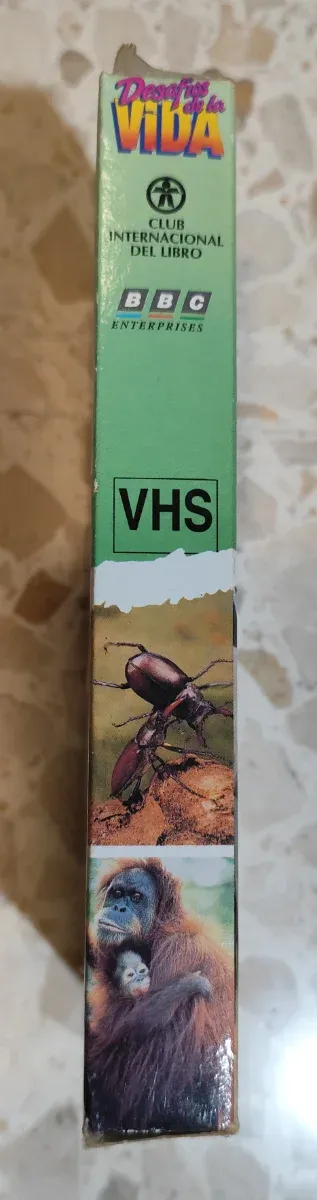 Desafíos
de la
ViDA
CLUB
INTERNACIONAL
DEL LIBRO
BBC
ENTERPRISES
VHS